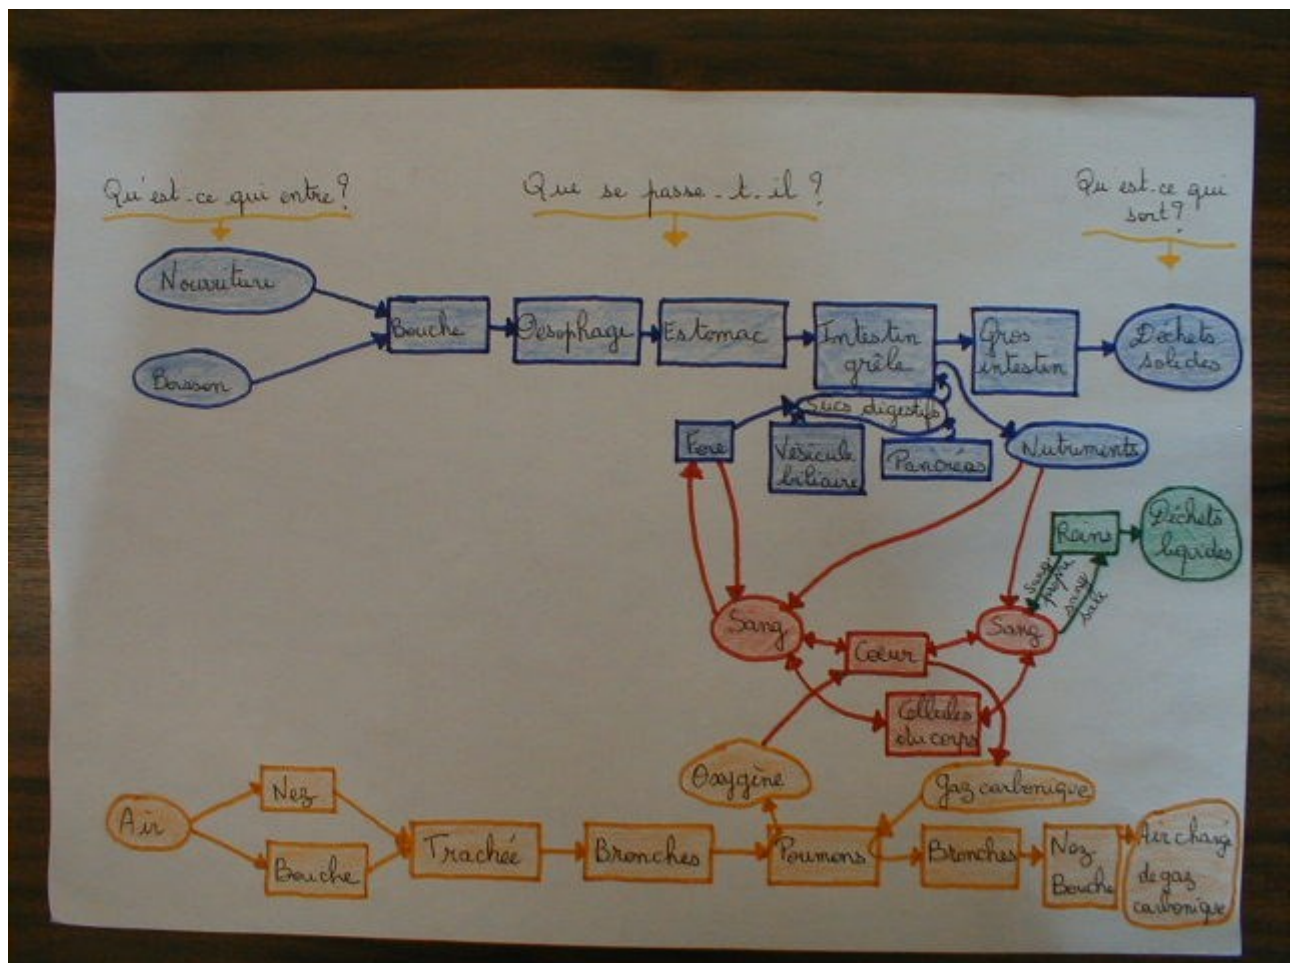 Qu'est-ce qui entre?
Que se passe-t-il?
Qu'est-ce qui
sort?
Nourriture
Boisson
Bouche
Oesophage
Estomac
Intestin
grêle
Gros
intestin
Déchets
solides
Sucs digestifs
Foie
Vésicule
biliaire
Pancréas
Nutriments
Reins
Déchets
liquides
Sang
propre
sang
sale
Sang
Coeur
Sang
Cellules
du corps
Oxygène
Gaz carbonique
Air
Nez
Bouche
Trachée
Bronches
Poumons
Bronches
Nez
Bouche
Air chargé
de gaz
carbonique